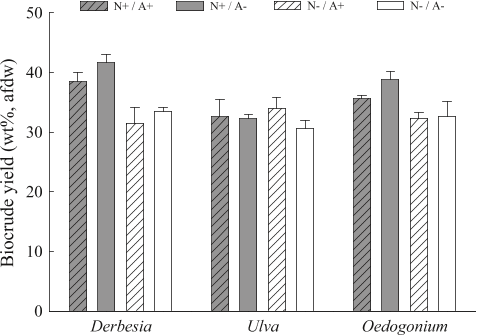 N+ / A+ N+ / A- N- / A+ N- / A-
Biocrude yield (wt%, afdw)
50
40
30
20
10
0
Derbesia Ulva Oedogonium